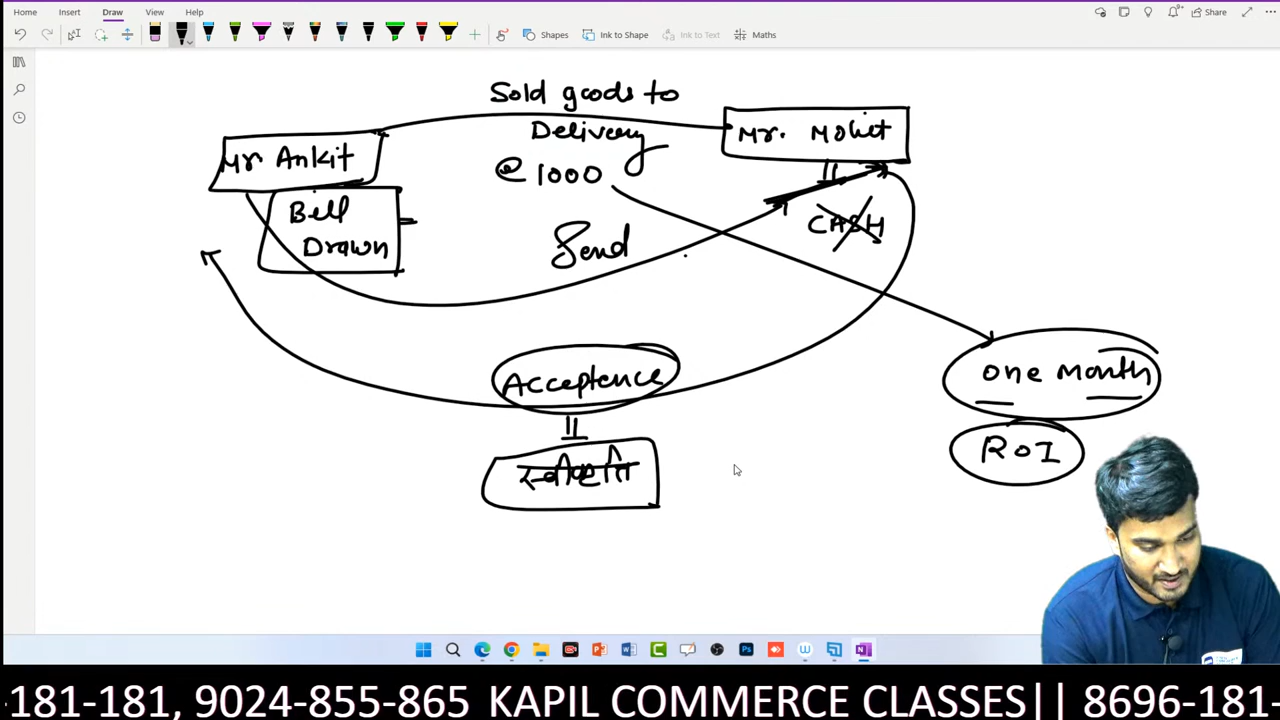 Home Insert Draw View Help
Share
Shapes Ink to Shape Ink to Text Maths
Sold goods to
Mr. Mohit
Delivery
Mr. Ankit
@ 1000
Bill
Drawn
CASH
Send
Acceptence
one month
स्वीकृति
ROI
-181-181, 9024-855-865 KAPIL COMMERCE CLASSES|| 8696-181-